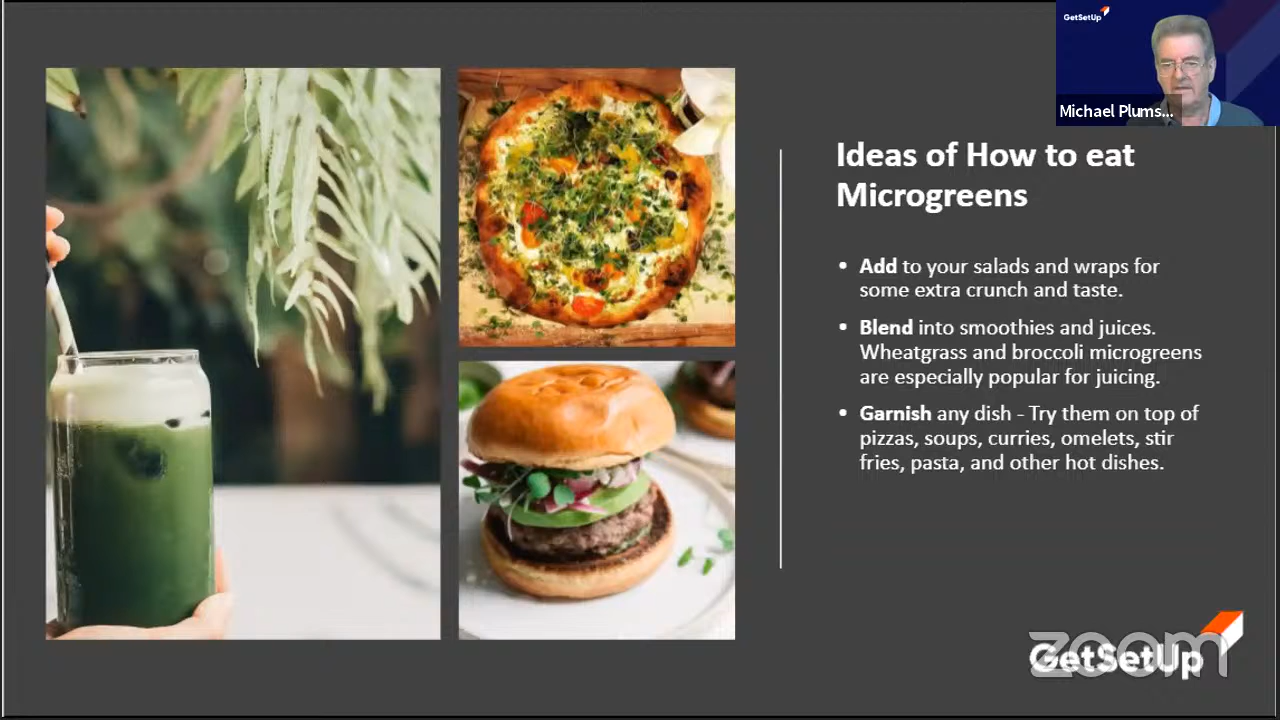 GetSetUp
Michael Plums...
Ideas of How to eat
Microgreens
• Add to your salads and wraps for
some extra crunch and taste.
• Blend into smoothies and juices.
Wheatgrass and broccoli microgreens
are especially popular for juicing.
• Garnish any dish - Try them on top of
pizzas, soups, curries, omelets, stir
fries, pasta, and other hot dishes.
zoom
GetSetUp